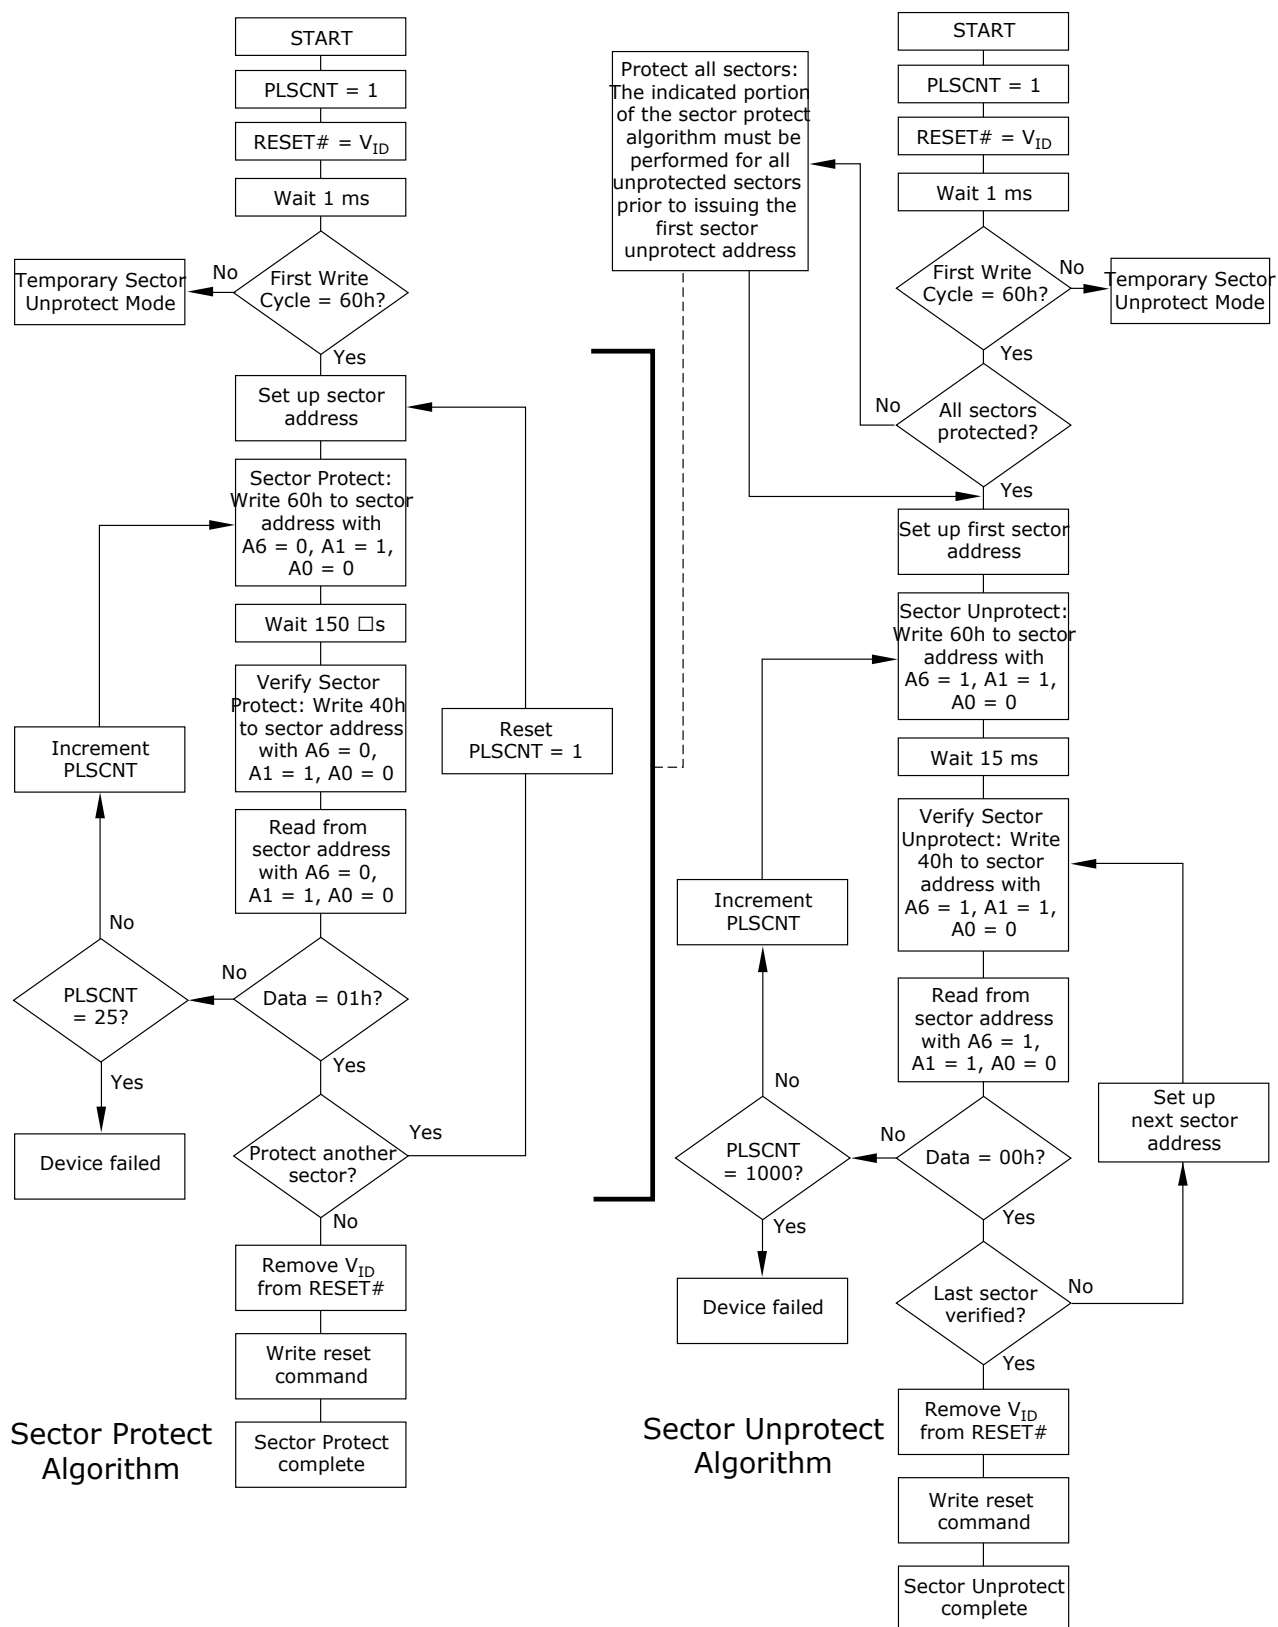 START
PLSCNT = 1
RESET# = VID
Wait 1 ms
First Write
Cycle = 60h?
No
Temporary Sector
Unprotect Mode
Yes
Set up sector
address
Sector Protect:
Write 60h to sector
address with
A6 = 0, A1 = 1,
A0 = 0
Wait 150 □s
Verify Sector
Protect: Write 40h
to sector address
with A6 = 0,
A1 = 1, A0 = 0
Reset
PLSCNT = 1
Increment
PLSCNT
Read from
sector address
with A6 = 0,
A1 = 1, A0 = 0
No
No
PLSCNT
= 25?
Data = 01h?
Yes
Yes
Device failed
Protect another
sector?
Yes
No
Remove VID
from RESET#
Write reset
command
Sector Protect
complete
Sector Protect
Algorithm
Protect all sectors:
The indicated portion
of the sector protect
algorithm must be
performed for all
unprotected sectors
prior to issuing the
first sector
unprotect address
START
PLSCNT = 1
RESET# = VID
Wait 1 ms
First Write
Cycle = 60h?
No
Temporary Sector
Unprotect Mode
Yes
No
All sectors
protected?
Yes
Set up first sector
address
Sector Unprotect:
Write 60h to sector
address with
A6 = 1, A1 = 1,
A0 = 0
Wait 15 ms
Verify Sector
Unprotect: Write
40h to sector
address with
A6 = 1, A1 = 1,
A0 = 0
Increment
PLSCNT
Read from
sector address
with A6 = 1,
A1 = 1, A0 = 0
No
Set up
next sector
address
No
PLSCNT
= 1000?
Data = 00h?
Yes
Yes
Device failed
Last sector
verified?
No
Yes
Remove VID
from RESET#
Write reset
command
Sector Unprotect
complete
Sector Unprotect
Algorithm